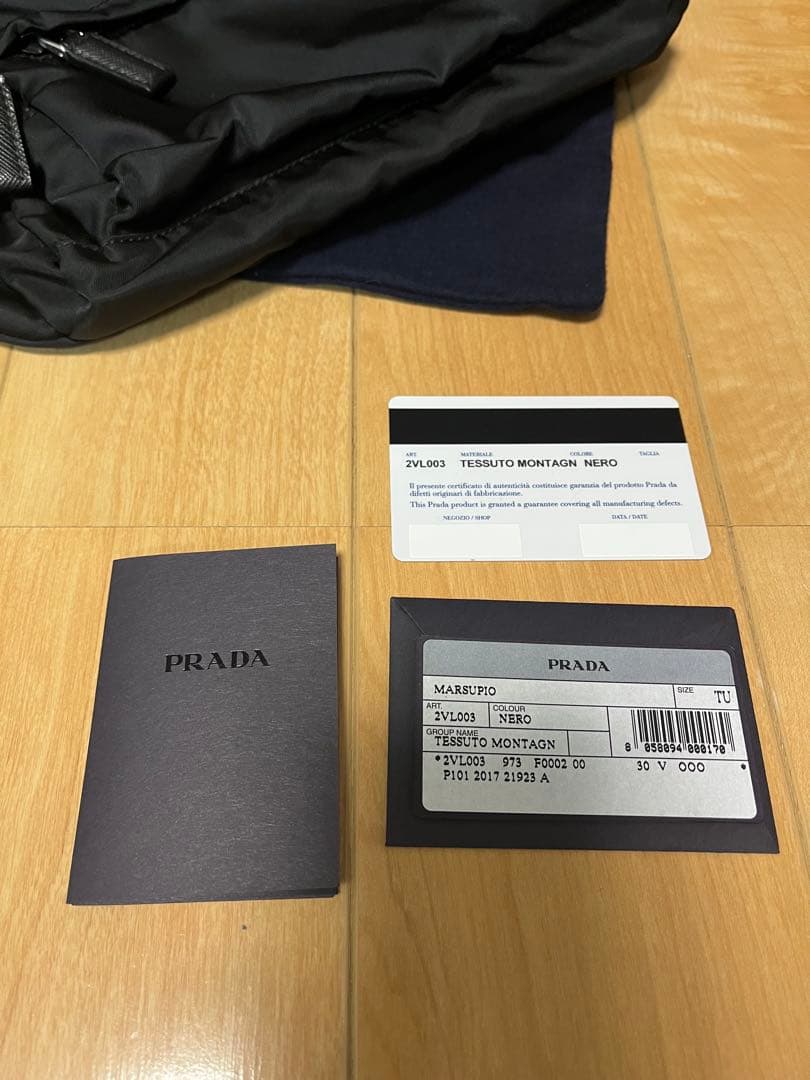 ART. MATERIALE COLORE TAGLIA
2VL003 TESSUTO MONTAGN NERO
Il presente certificato di autenticità costituisce garanzia del prodotto Prada da
difetti originari di fabbricazione.
This Prada product is granted a guarantee covering all manufacturing defects.
NEGOZIO / SHOP DATA / DATE
PRADA
PRADA
MARSUPIO SIZE TU
ART. 2VL003 COLOUR NERO
GROUP NAME
TESSUTO MONTAGN
8 058094 000170
•2VL003 973 F0002 00 30 V OOO •
P101 2017 21923 A